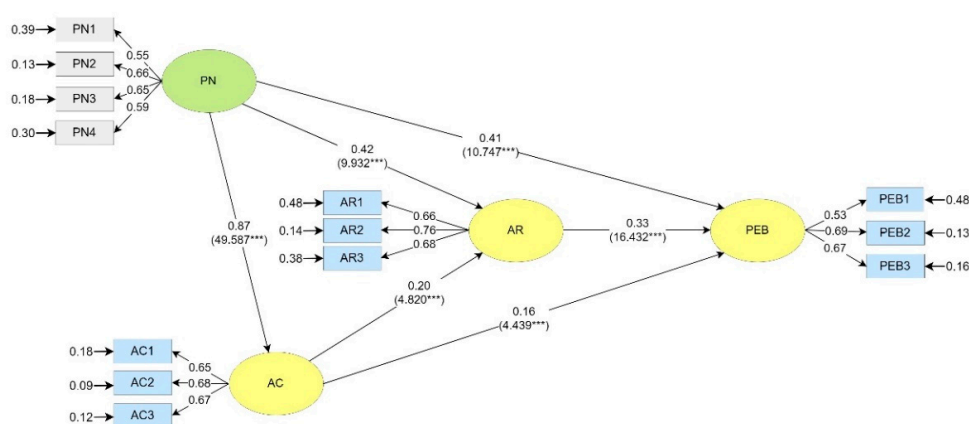 0.39 PN1
0.55
0.13 PN2
0.66
0.65
0.18 PN3
0.59
0.30 PN4
PN
0.41
(10.747***)
0.42
(9.932***)
0.87
(49.587***)
0.48 AR1
0.66
0.14 AR2
0.76
0.38 AR3
0.68
AR
0.33
(16.432***)
PEB
0.53
PEB1 0.48
0.69
PEB2 0.13
0.67
PEB3 0.16
0.20
(4.820***)
0.16
(4.439***)
0.18 AC1
0.65
0.09 AC2
0.68
0.12 AC3
0.67
AC